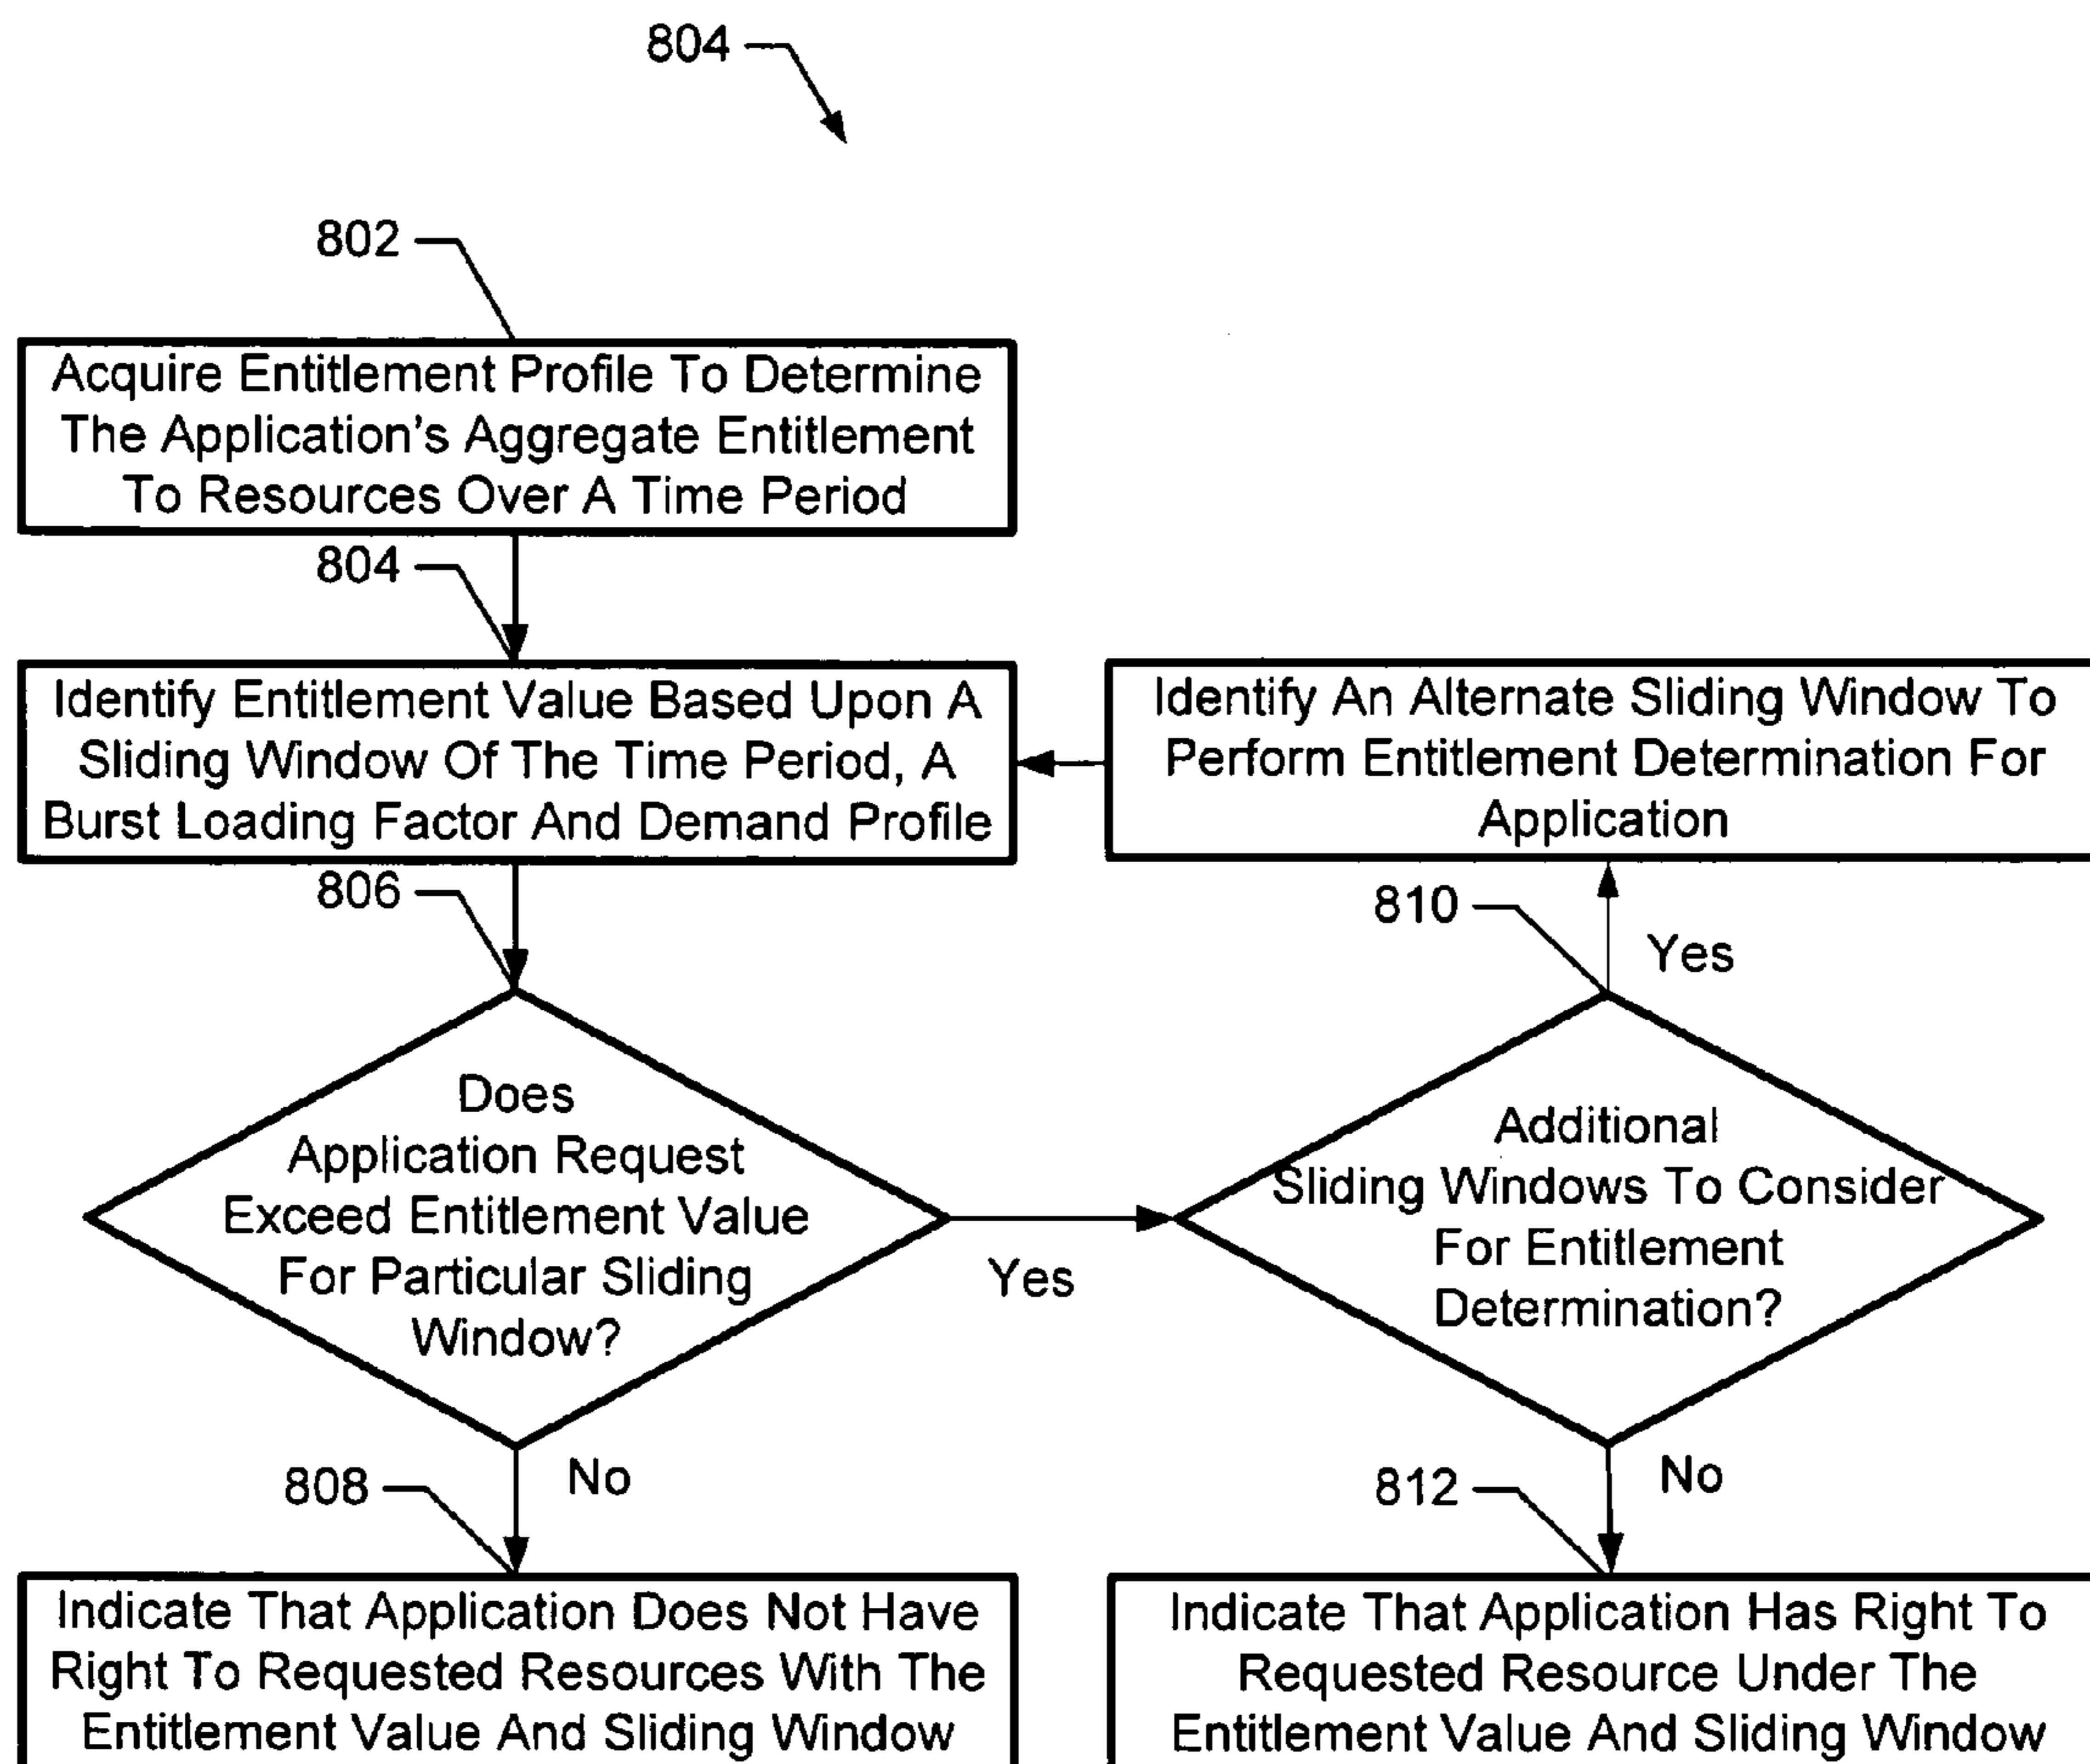 804
802
Acquire Entitlement Profile To Determine
The Application's Aggregate Entitlement
To Resources Over A Time Period
804
Identify Entitlement Value Based Upon A
Sliding Window Of The Time Period, A
Burst Loading Factor And Demand Profile
Identify An Alternate Sliding Window To
Perform Entitlement Determination For
Application
806
810
Yes
Does
Application Request
Exceed Entitlement Value
For Particular Sliding
Window?
Yes
Additional
Sliding Windows To Consider
For Entitlement
Determination?
808
No
812
No
Indicate That Application Does Not Have
Right To Requested Resources With The
Entitlement Value And Sliding Window
Indicate That Application Has Right To
Requested Resource Under The
Entitlement Value And Sliding Window